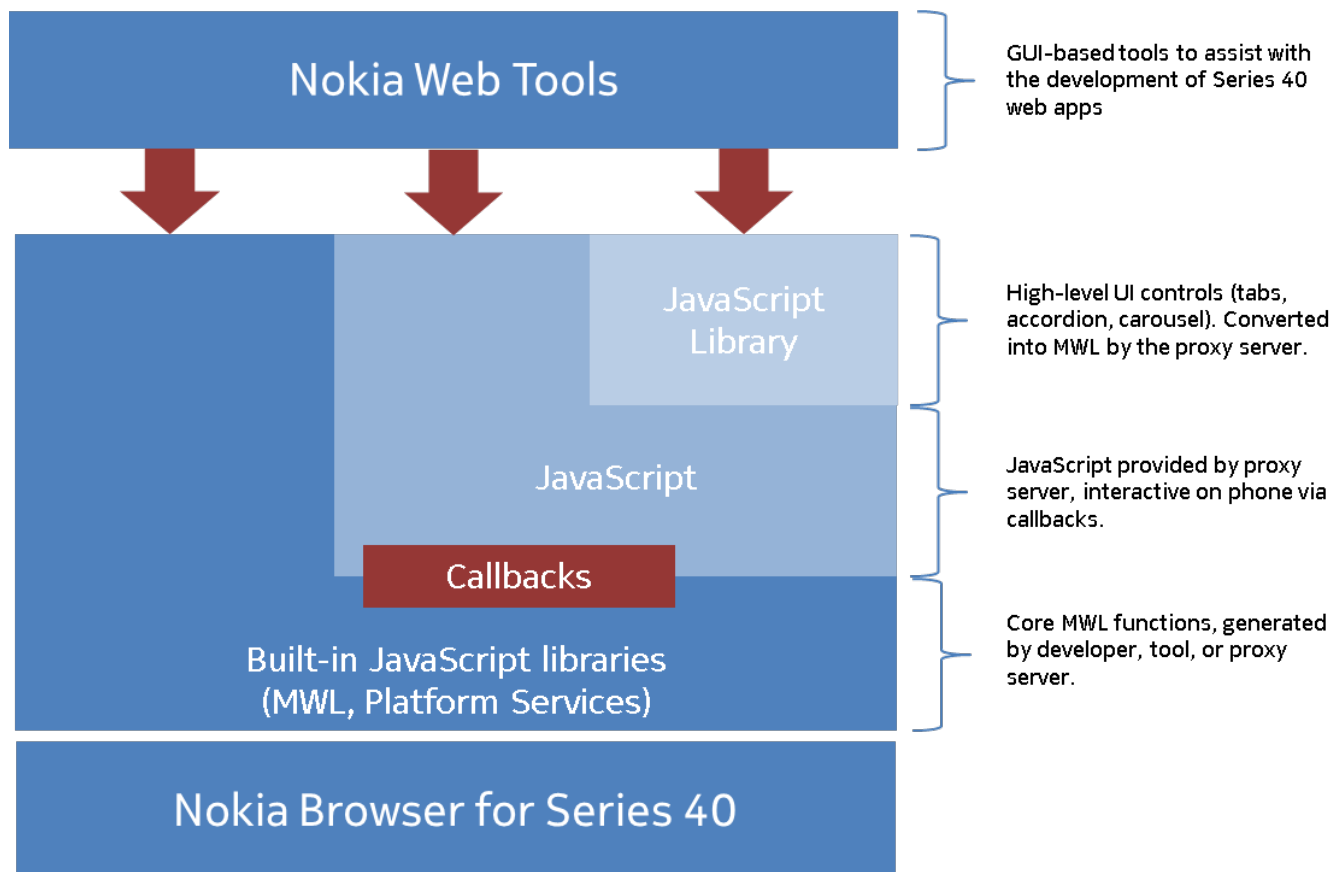 Nokia Web Tools
GUI-based tools to assist with
the development of Series 40
web apps
JavaScript
Library
High-level UI controls (tabs,
accordion, carousel). Converted
into MWL by the proxy server.
JavaScript
JavaScript provided by proxy
server, interactive on phone via
callbacks.
Callbacks
Built-in JavaScript libraries
(MWL, Platform Services)
Core MWL functions, generated
by developer, tool, or proxy
server.
Nokia Browser for Series 40